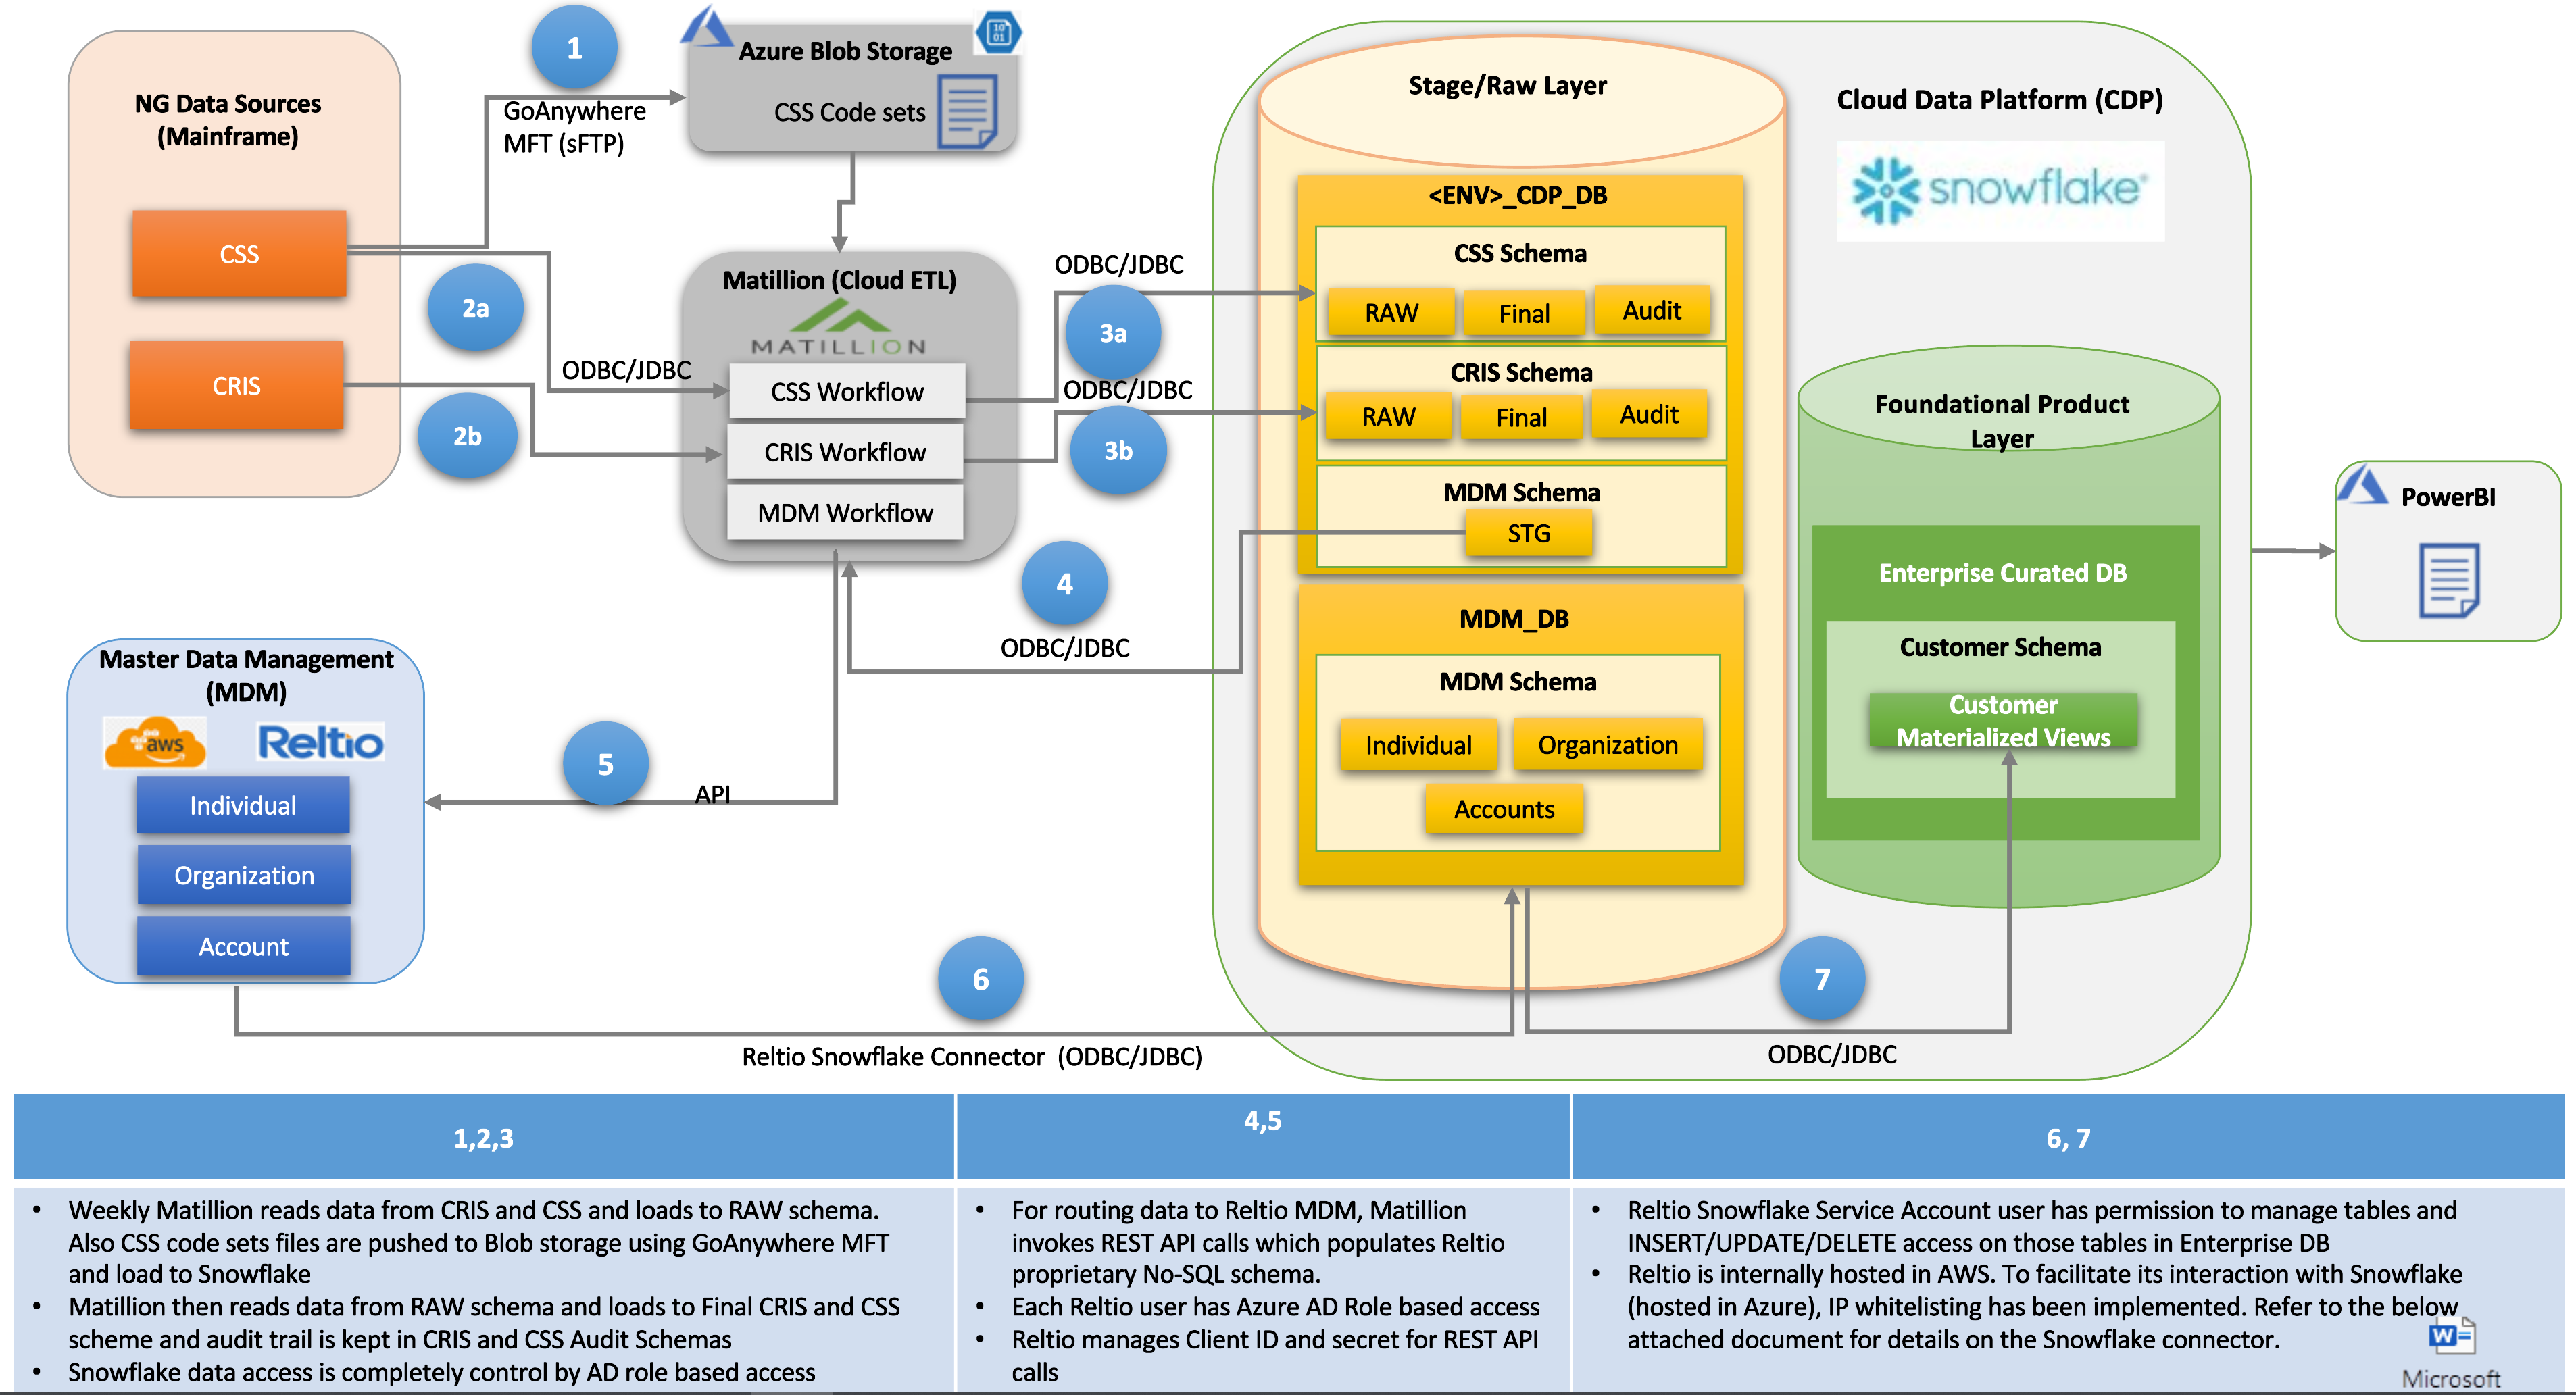 NG Data Sources
(Mainframe)
CSS
CRIS
1
GoAnywhere
MFT (sFTP)
2a
2b
ODBC/JDBC
Azure Blob Storage
10
01
CSS Code sets
Matillion (Cloud ETL)
MATILLION
CSS Workflow
CRIS Workflow
MDM Workflow
ODBC/JDBC
3a
ODBC/JDBC
3b
4
ODBC/JDBC
Master Data Management
(MDM)
aws
Reltio
Individual
Organization
Account
5
API
6
Reltio Snowflake Connector (ODBC/JDBC)
Stage/Raw Layer
<ENV>_CDP_DB
CSS Schema
RAW
Final
Audit
CRIS Schema
RAW
Final
Audit
MDM Schema
STG
MDM_DB
MDM Schema
Individual
Organization
Accounts
Cloud Data Platform (CDP)
snowflake®
Foundational Product
Layer
Enterprise Curated DB
Customer Schema
Customer
Materialized Views
7
ODBC/JDBC
PowerBI
1,2,3
• Weekly Matillion reads data from CRIS and CSS and loads to RAW schema.
Also CSS code sets files are pushed to Blob storage using GoAnywhere MFT
and load to Snowflake
• Matillion then reads data from RAW schema and loads to Final CRIS and CSS
scheme and audit trail is kept in CRIS and CSS Audit Schemas
• Snowflake data access is completely control by AD role based access
4,5
• For routing data to Reltio MDM, Matillion
invokes REST API calls which populates Reltio
proprietary No-SQL schema.
• Each Reltio user has Azure AD Role based access
• Reltio manages Client ID and secret for REST API
calls
6, 7
• Reltio Snowflake Service Account user has permission to manage tables and
INSERT/UPDATE/DELETE access on those tables in Enterprise DB
• Reltio is internally hosted in AWS. To facilitate its interaction with Snowflake
(hosted in Azure), IP whitelisting has been implemented. Refer to the below
attached document for details on the Snowflake connector.
W
Microsoft